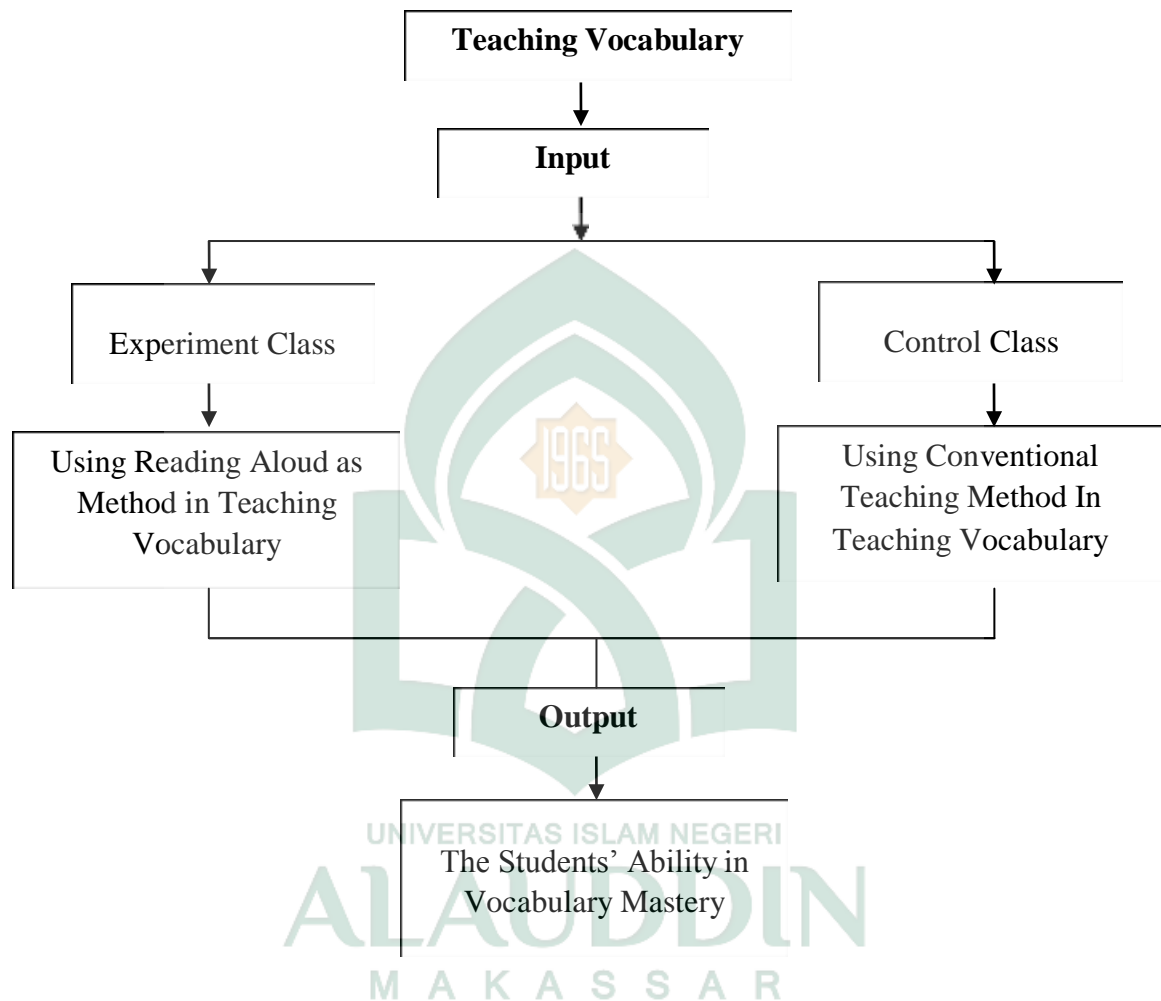 Teaching Vocabulary
Input
Experiment Class
Control Class
Using Reading Aloud as
Method in Teaching
Vocabulary
Using Conventional
Teaching Method In
Teaching Vocabulary
1965
Output
The Students’ Ability in
Vocabulary Mastery
UNIVERSITAS ISLAM NEGERI
ALAUDDIN
MAKASSAR